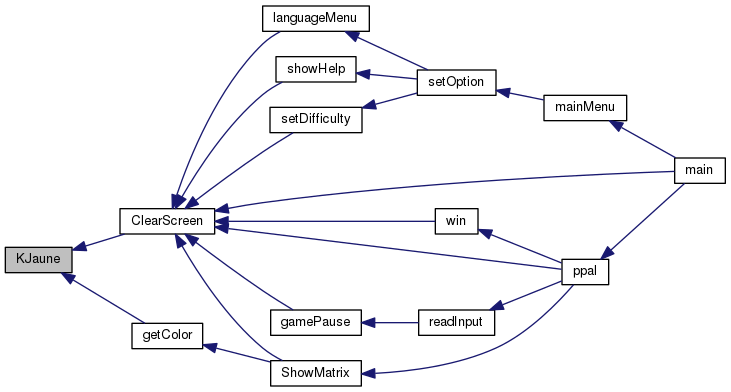 languageMenu
showHelp
setOption
mainMenu
setDifficulty
main
ClearScreen
win
KJaune
ppal
gamePause
readInput
getColor
ShowMatrix